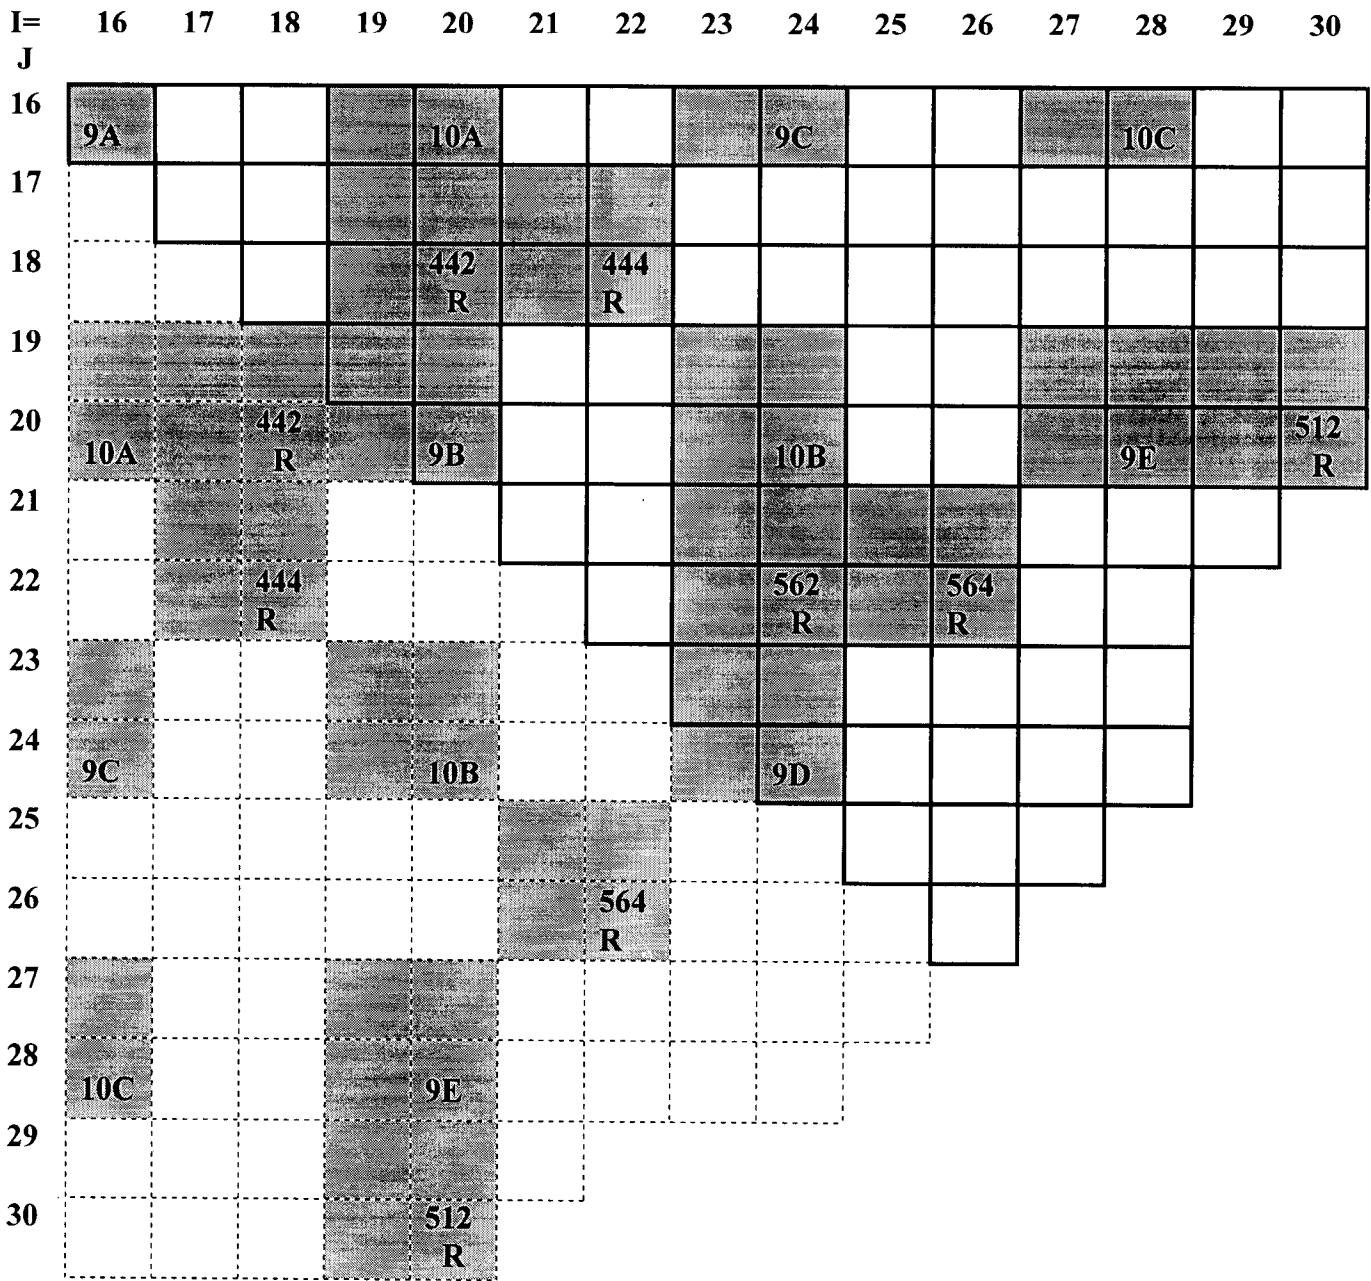 I= 16 17 18 19 20 21 22 23 24 25 26 27 28 29 30
J
16 9A 10A 9C 10C
17
18 442 R 444 R
19
20 10A 442 R 9B 10B 9E 512 R
21
22 444 R 562 R 564 R
23
24 9C 10B 9D
25
26 564 R
27
28 10C 9E
29
30 512 R